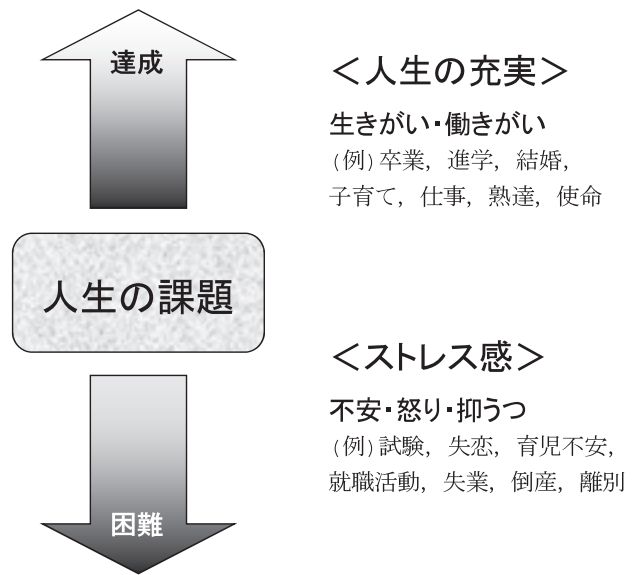 達成
＜人生の充実＞
生きがい・働きがい
(例)卒業，進学，結婚，
子育て，仕事，熟達，使命
人生の課題
＜ストレス感＞
不安・怒り・抑うつ
(例)試験，失恋，育児不安，
就職活動，失業，倒産，離別
困難